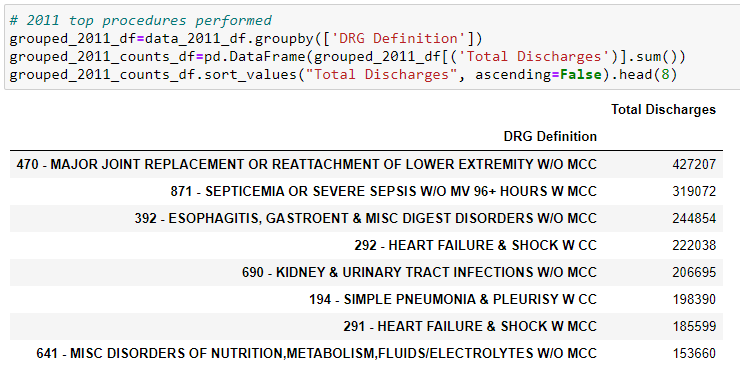 # 2011 top procedures performed
grouped_2011_df=data_2011_df.groupby(['DRG Definition'])
grouped_2011_counts_df=pd.DataFrame(grouped_2011_df[('Total Discharges')].sum())
grouped_2011_counts_df.sort_values("Total Discharges", ascending=False).head(8)
Total Discharges
DRG Definition
470 - MAJOR JOINT REPLACEMENT OR REATTACHMENT OF LOWER EXTREMITY W/O MCC 427207
871 - SEPTICEMIA OR SEVERE SEPSIS W/O MV 96+ HOURS W MCC 319072
392 - ESOPHAGITIS, GASTROENT & MISC DIGEST DISORDERS W/O MCC 244854
292 - HEART FAILURE & SHOCK W CC 222038
690 - KIDNEY & URINARY TRACT INFECTIONS W/O MCC 206695
194 - SIMPLE PNEUMONIA & PLEURISY W CC 198390
291 - HEART FAILURE & SHOCK W MCC 185599
641 - MISC DISORDERS OF NUTRITION,METABOLISM,FLUIDS/ELECTROLYTES W/O MCC 153660